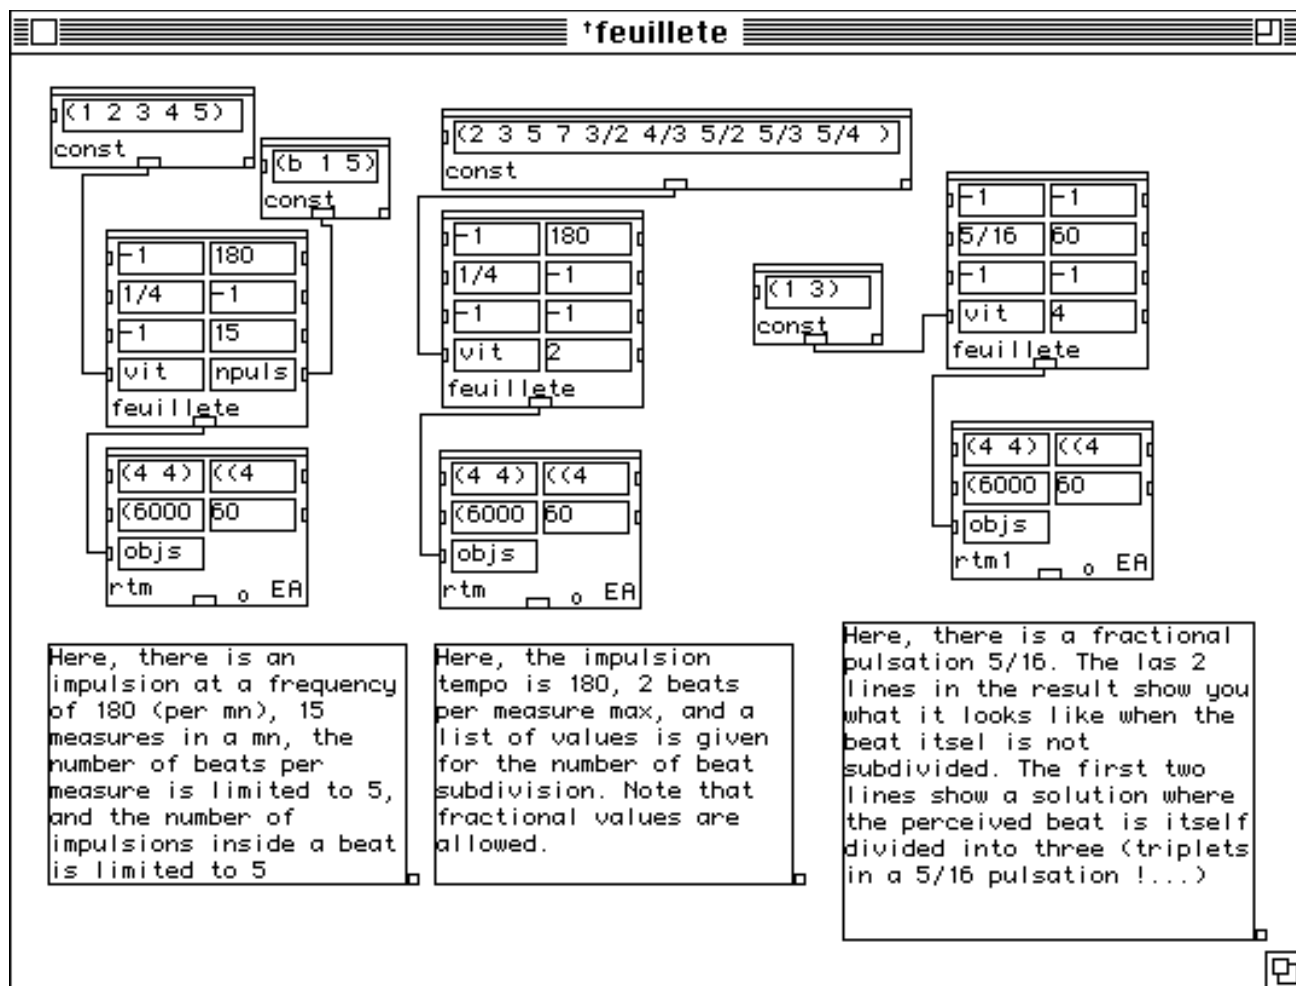 †feuillete
(1 2 3 4 5)
const
(b 1 5)
const
-1 180
1/4 -1
-1 15
vit npuls
feuillete
(4 4) ((4
(6000 60
objs
rtm o EA
Here, there is an
impulsion at a frequency
of 180 (per mn), 15
measures in a mn, the
number of beats per
measure is limited to 5,
and the number of
impulsions inside a beat
is limited to 5
(2 3 5 7 3/2 4/3 5/2 5/3 5/4 )
const
-1 180
1/4 -1
-1 -1
vit 2
feuillete
(4 4) ((4
(6000 60
objs
rtm o EA
Here, the impulsion
tempo is 180, 2 beats
per measure max, and a
list of values is given
for the number of beat
subdivision. Note that
fractional values are
allowed.
(1 3)
const
-1 -1
5/16 60
-1 -1
vit 4
feuillete
(4 4) ((4
(6000 60
objs
rtm1 o EA
Here, there is a fractional
pulsation 5/16. The las 2
lines in the result show you
what it looks like when the
beat itsel is not
subdivided. The first two
lines show a solution where
the perceived beat is itself
divided into three (triplets
in a 5/16 pulsation !...)